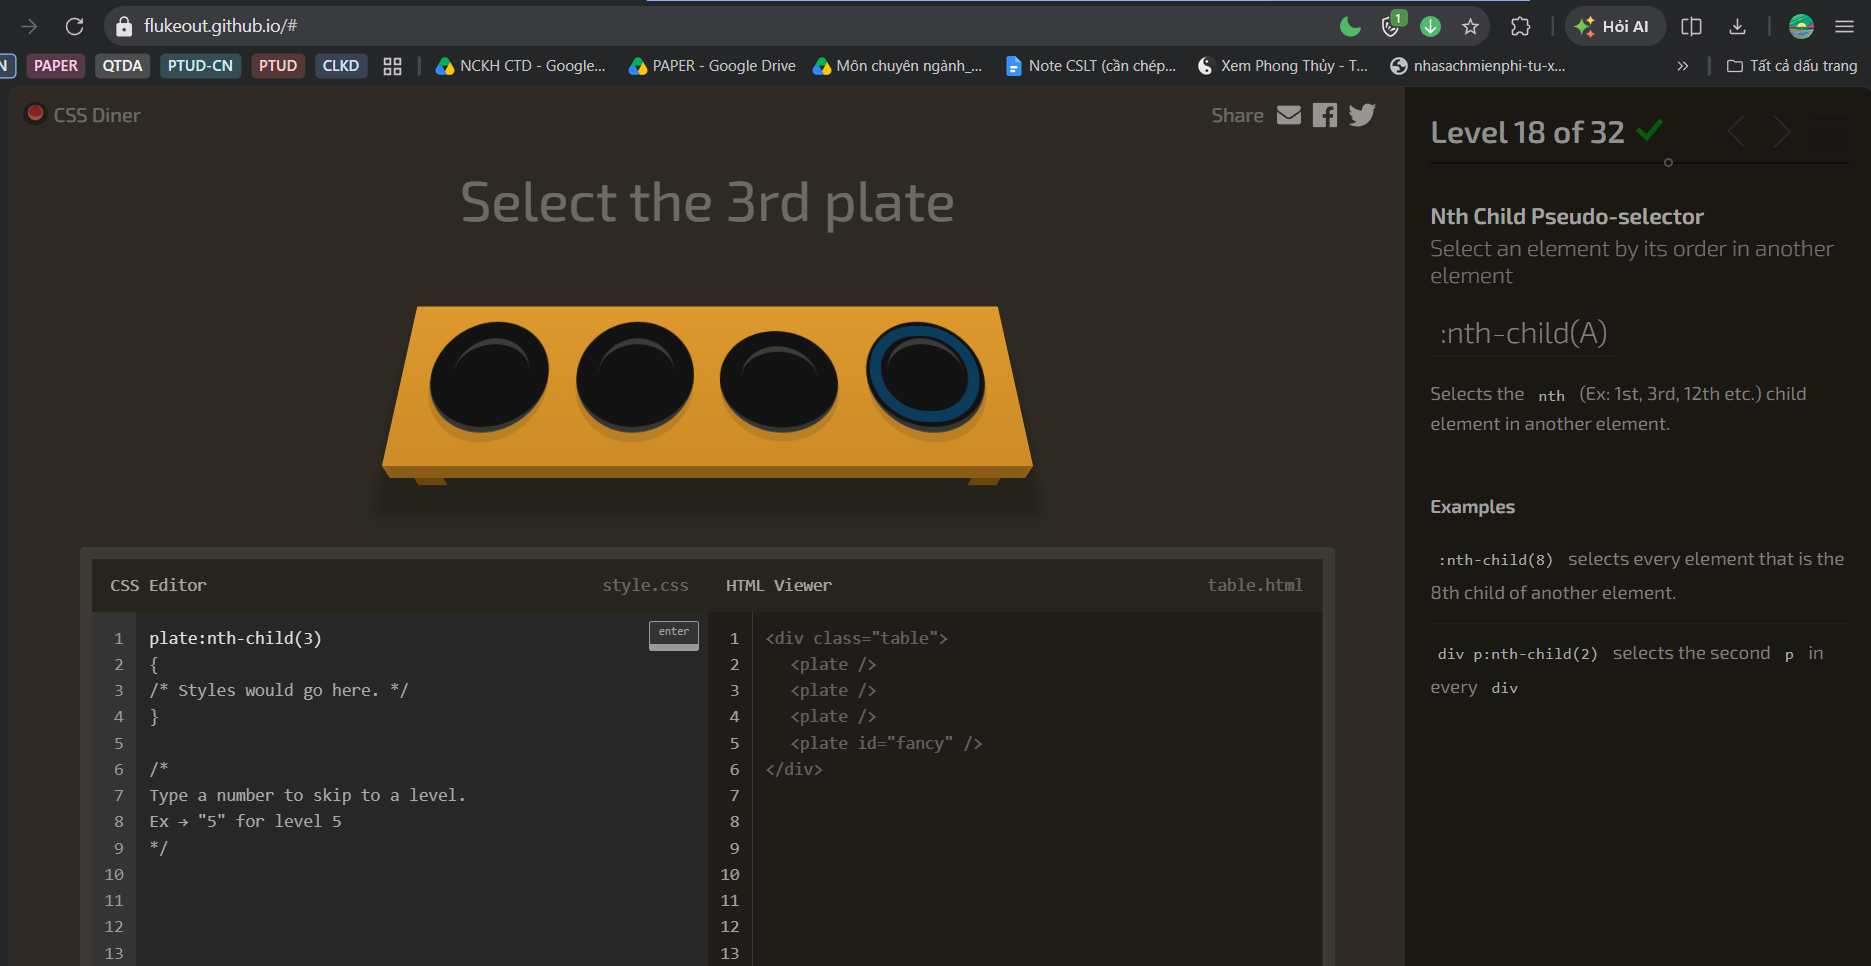 flukeout.github.io/#
1
Hỏi AI
N
PAPER
QTDA
PTUD-CN
PTUD
CLKD
NCKH CTD - Google...
PAPER - Google Drive
Môn chuyên ngành_...
Note CSLT (cần chép...
Xem Phong Thủy - T...
nhasachmienphi-tu-x...
Tất cả dấu trang
CSS Diner
Share
Select the 3rd plate
CSS Editor
style.css
1 plate:nth-child(3)
enter
2 {
3 /* Styles would go here. */
4 }
5
6 /*
7 Type a number to skip to a level.
8 Ex → "5" for level 5
9 */
10
11
12
13
HTML Viewer
table.html
1 <div class="table">
2 <plate />
3 <plate />
4 <plate />
5 <plate id="fancy" />
6 </div>
7
8
9
10
11
12
13
Level 18 of 32
Nth Child Pseudo-selector
Select an element by its order in another
element
:nth-child(A)
Selects the nth (Ex: 1st, 3rd, 12th etc.) child
element in another element.
Examples
:nth-child(8) selects every element that is the
8th child of another element.
div p:nth-child(2) selects the second p in
every div